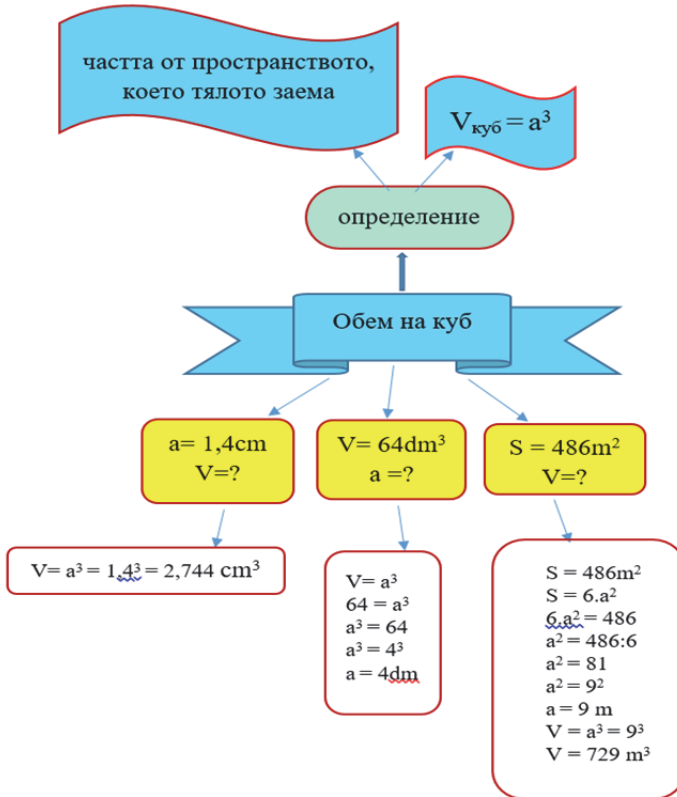 частта от пространството,
което тялото заема
Vкуб = a³
определение
Обем на куб
a= 1,4cm
V=?
V= 64dm³
a =?
S = 486m²
V=?
V= a³ = 1,4³ = 2,744 cm³
V= a³
64 = a³
a³ = 64
a³ = 4³
a = 4dm
S = 486m²
S = 6.a²
6.a² = 486
a² = 486:6
a² = 81
a² = 9²
a = 9 m
V = a³ = 9³
V = 729 m³